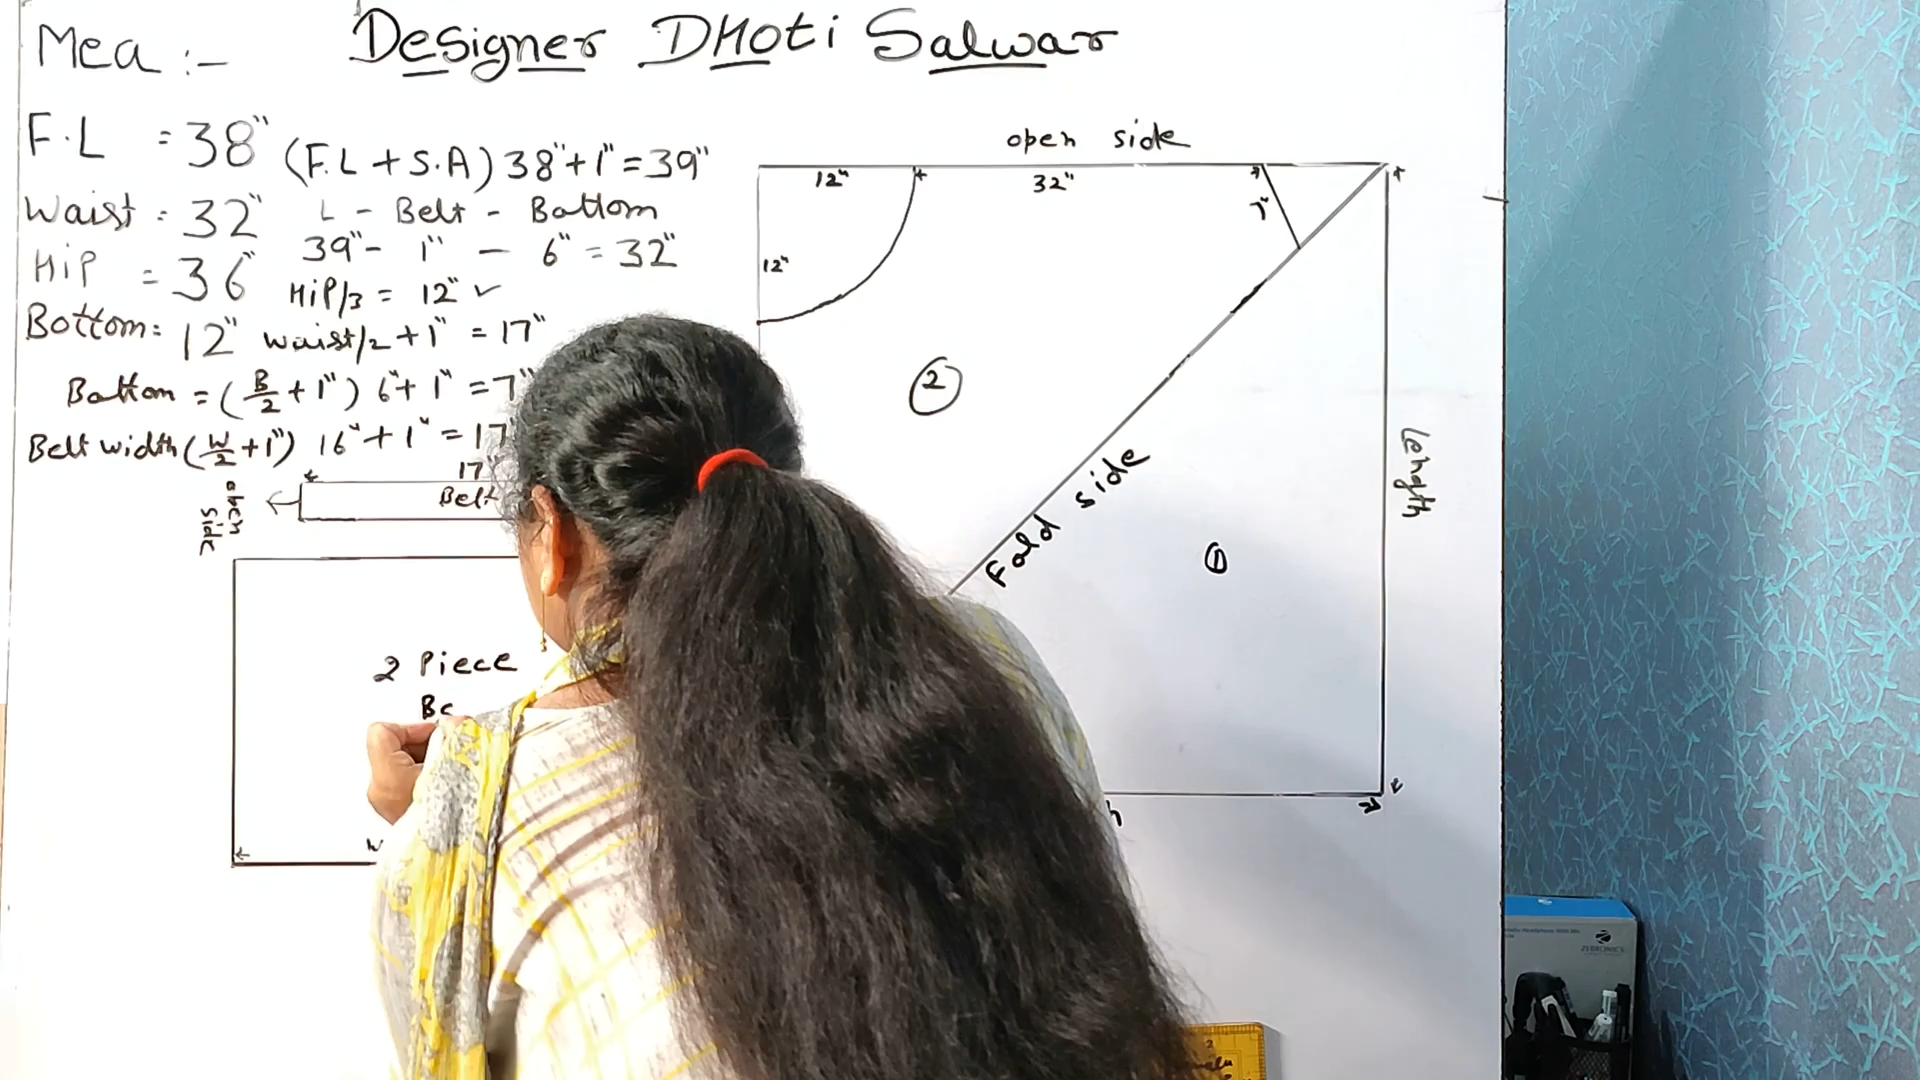 Mea :- Designer DHoti Salwar
F.L = 38" (F.L + S.A) 38"+1" = 39"
Waist = 32" L - Belt - Bottom
39" - 1" - 6" = 32"
HiP = 36" HiP/3 = 12" ✓
Bottom = 12" waist/2 + 1" = 17"
Bottom = (B/2 + 1") 6"+ 1" = 7"
Belt width (W/2 + 1") 16" + 1" = 17
17"
Belt
open
side
2 Piece
open side
12" 32"
7"
12"
2
Fold side
1
Length
ZEBRONICS